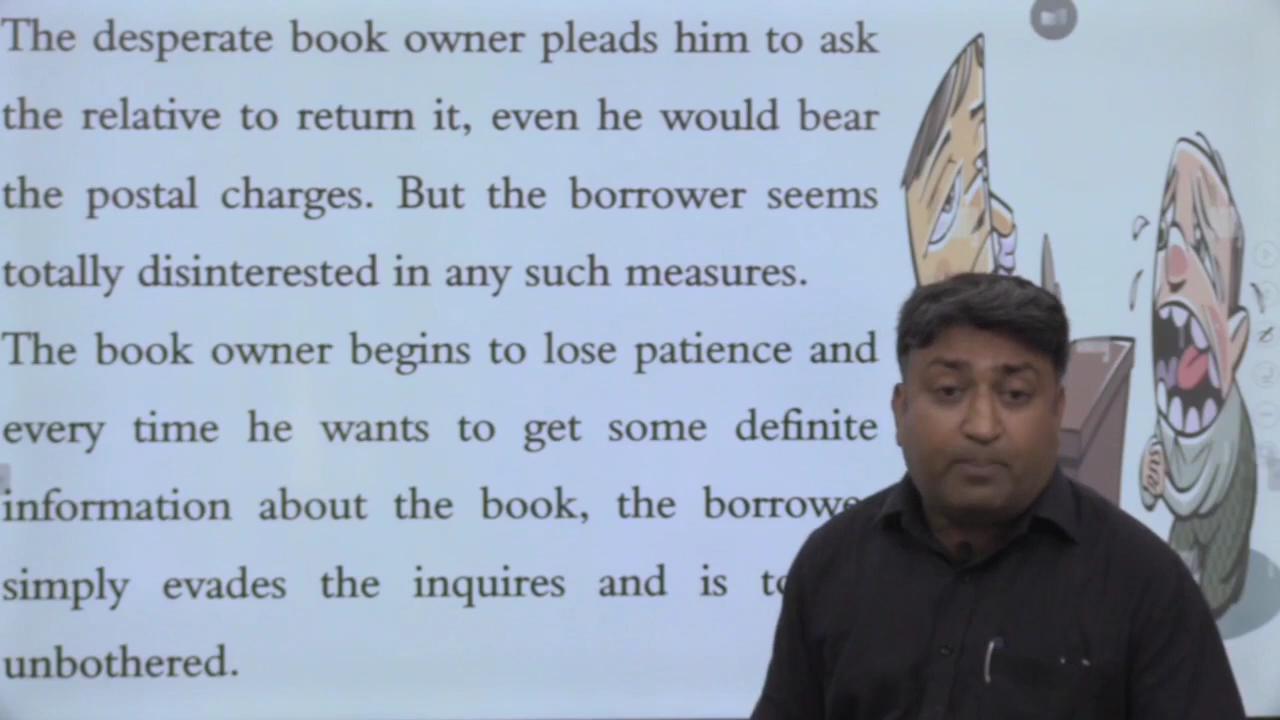 The desperate book owner pleads him to ask
the relative to return it, even he would bear
the postal charges. But the borrower seems
totally disinterested in any such measures.
The book owner begins to lose patience and
every time he wants to get some definite
information about the book, the
simply evades the inquires and is
unbothered.